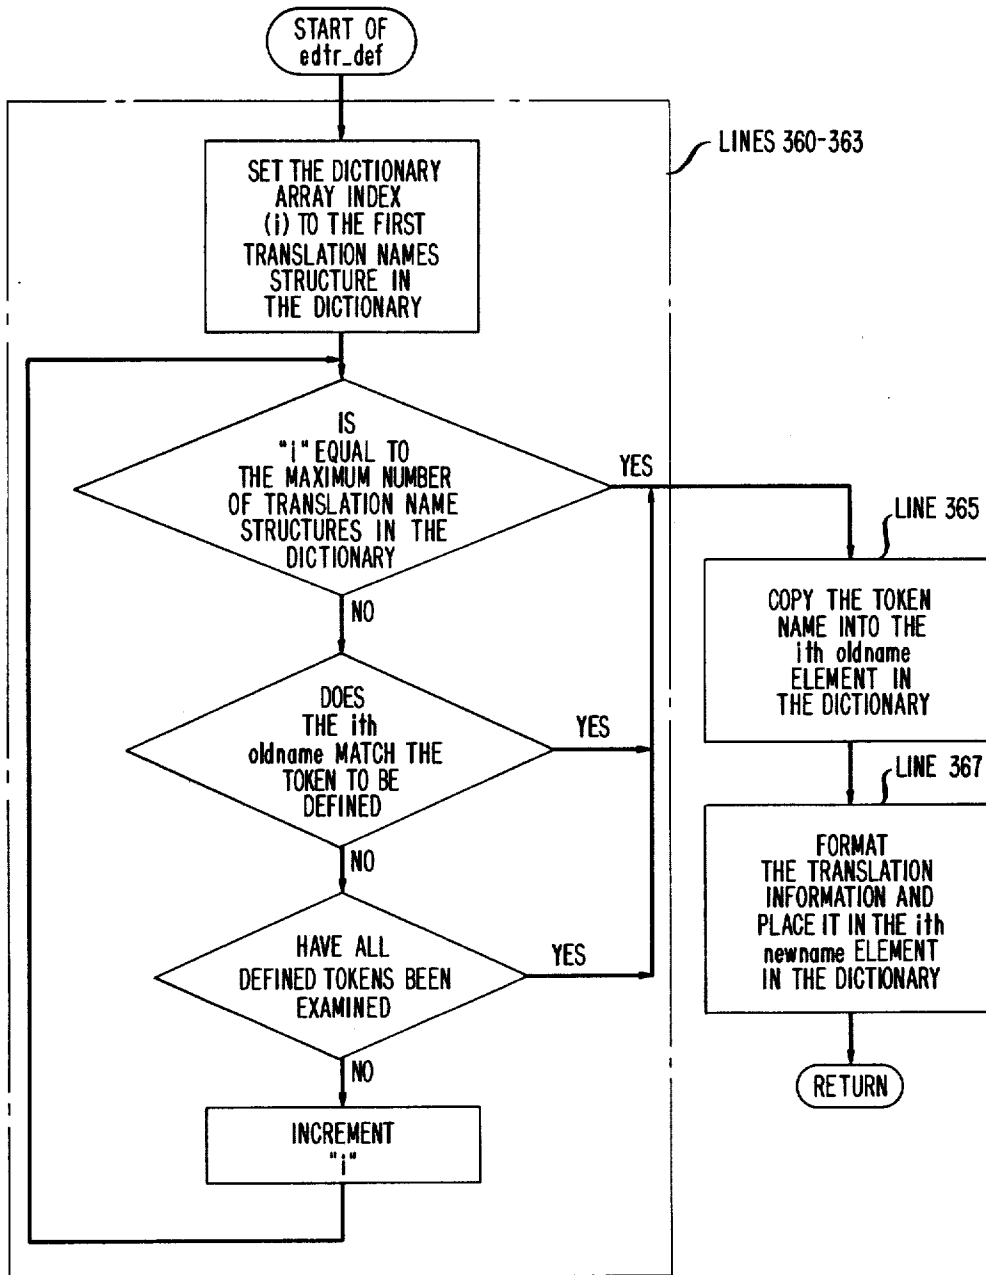 START OF
edtr_def
LINES 360-363
SET THE DICTIONARY
ARRAY INDEX
(i) TO THE FIRST
TRANSLATION NAMES
STRUCTURE IN
THE DICTIONARY
IS
"i" EQUAL TO
THE MAXIMUM NUMBER
OF TRANSLATION NAME
STRUCTURES IN THE
DICTIONARY
YES
NO
LINE 365
COPY THE TOKEN
NAME INTO THE
ith oldname
ELEMENT IN
THE DICTIONARY
DOES
THE ith
oldname MATCH THE
TOKEN TO BE
DEFINED
YES
NO
LINE 367
FORMAT
THE TRANSLATION
INFORMATION AND
PLACE IT IN THE ith
newname ELEMENT
IN THE DICTIONARY
HAVE ALL
DEFINED TOKENS BEEN
EXAMINED
YES
NO
RETURN
INCREMENT
"i"